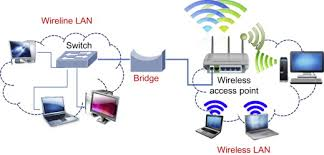 Wireline LAN
Switch
Bridge
Wireless
access point
Wireless LAN